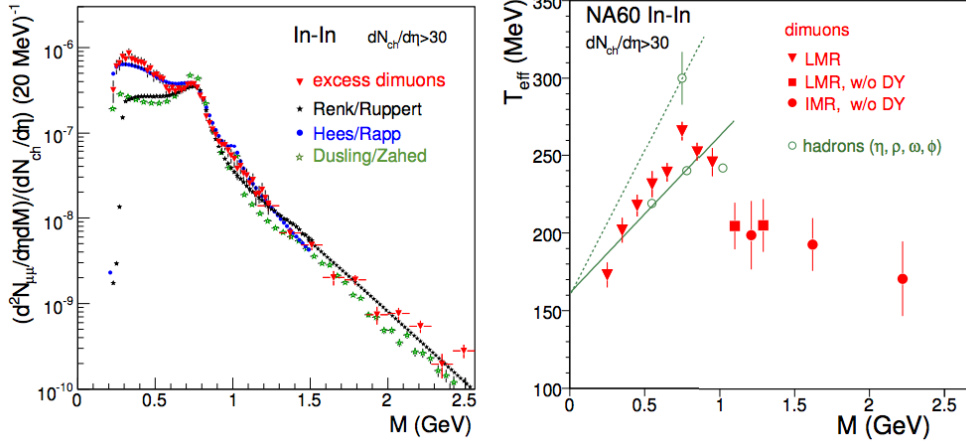 In-In dN_ch/dη>30
excess dimuons
Renk/Ruppert
Hees/Rapp
Dusling/Zahed
(d²N_μμ/dηdM)/(dN_ch/dη) (20 MeV)⁻¹
10⁻⁶
10⁻⁷
10⁻⁸
10⁻⁹
10⁻¹⁰
0 0.5 1 1.5 2 2.5
M (GeV)
NA60 In-In
dN_ch/dη>30
dimuons
LMR
LMR, w/o DY
IMR, w/o DY
hadrons (η, ρ, ω, ϕ)
T_eff (MeV)
350
300
250
200
150
100
0 0.5 1 1.5 2 2.5
M (GeV)